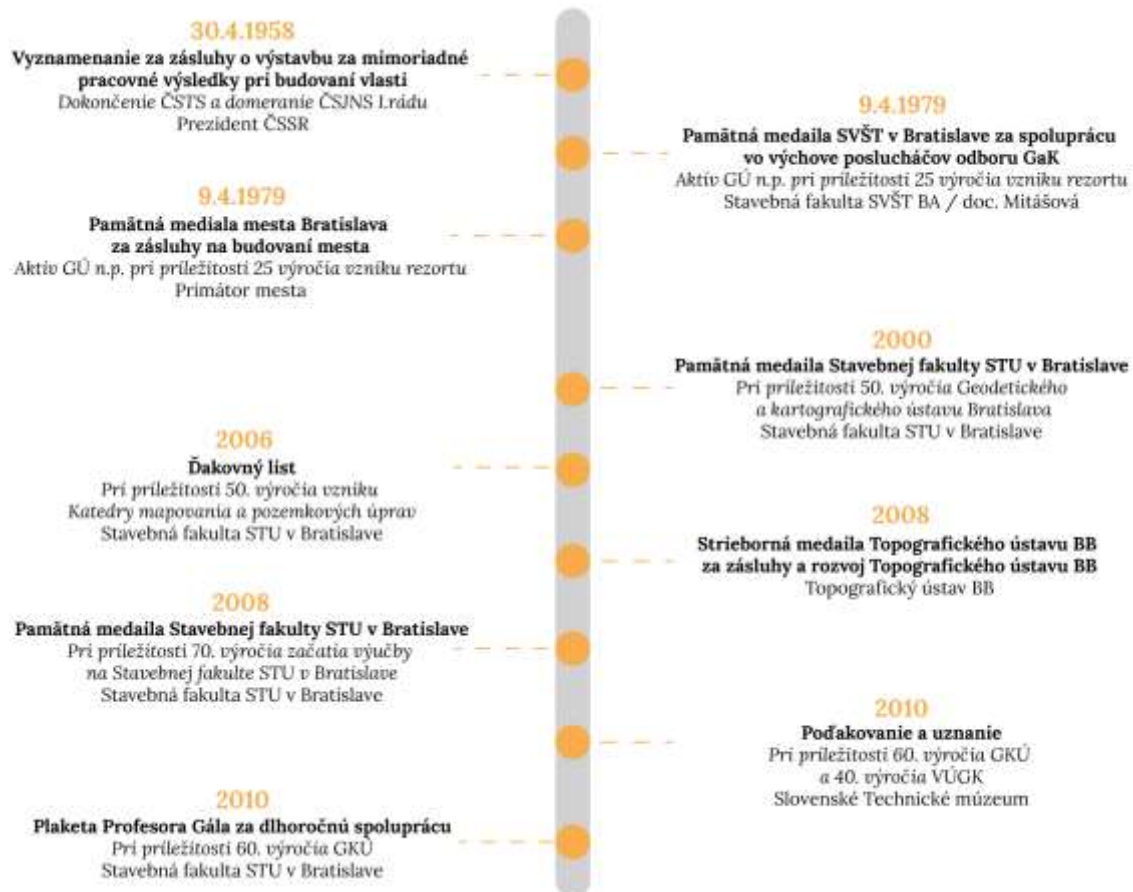 30.4.1958
Vyznamenanie za zásluhy o výstavbu za mimoriadné
pracovné výsledky pri budovaní vlasti
Dokončenie ČSTS a domeranie ČSJNS I.rádu
Prezident ČSSR
9.4.1979
Pamätná medaila SVŠT v Bratislave za spoluprácu
vo výchove poslucháčov odboru GaK
Aktív GÚ n.p. pri príležitosti 25 výročia vzniku rezortu
Stavebná fakulta SVŠT BA / doc. Mitášová
9.4.1979
Pamätná mediala mesta Bratislava
za zásluhy na budovaní mesta
Aktív GÚ n.p. pri príležitosti 25 výročia vzniku rezortu
Primátor mesta
2000
Pamätná medaila Stavebnej fakulty STU v Bratislave
Pri príležitosti 50. výročia Geodetického
a kartografického ústavu Bratislava
Stavebná fakulta STU v Bratislave
2006
Ďakovný list
Pri príležitosti 50. výročia vzniku
Katedry mapovania a pozemkových úprav
Stavebná fakulta STU v Bratislave
2008
Strieborná medaila Topografického ústavu BB
za zásluhy a rozvoj Topografického ústavu BB
Topografický ústav BB
2008
Pamätná medaila Stavebnej fakulty STU v Bratislave
Pri príležitosti 70. výročia začatia výučby
na Stavebnej fakulte STU v Bratislave
Stavebná fakulta STU v Bratislave
2010
Poďakovanie a uznanie
Pri príležitosti 60. výročia GKÚ
a 40. výročia VÚGK
Slovenské Technické múzeum
2010
Plaketa Profesora Gála za dlhoročnú spoluprácu
Pri príležitosti 60. výročia GKÚ
Stavebná fakulta STU v Bratislave